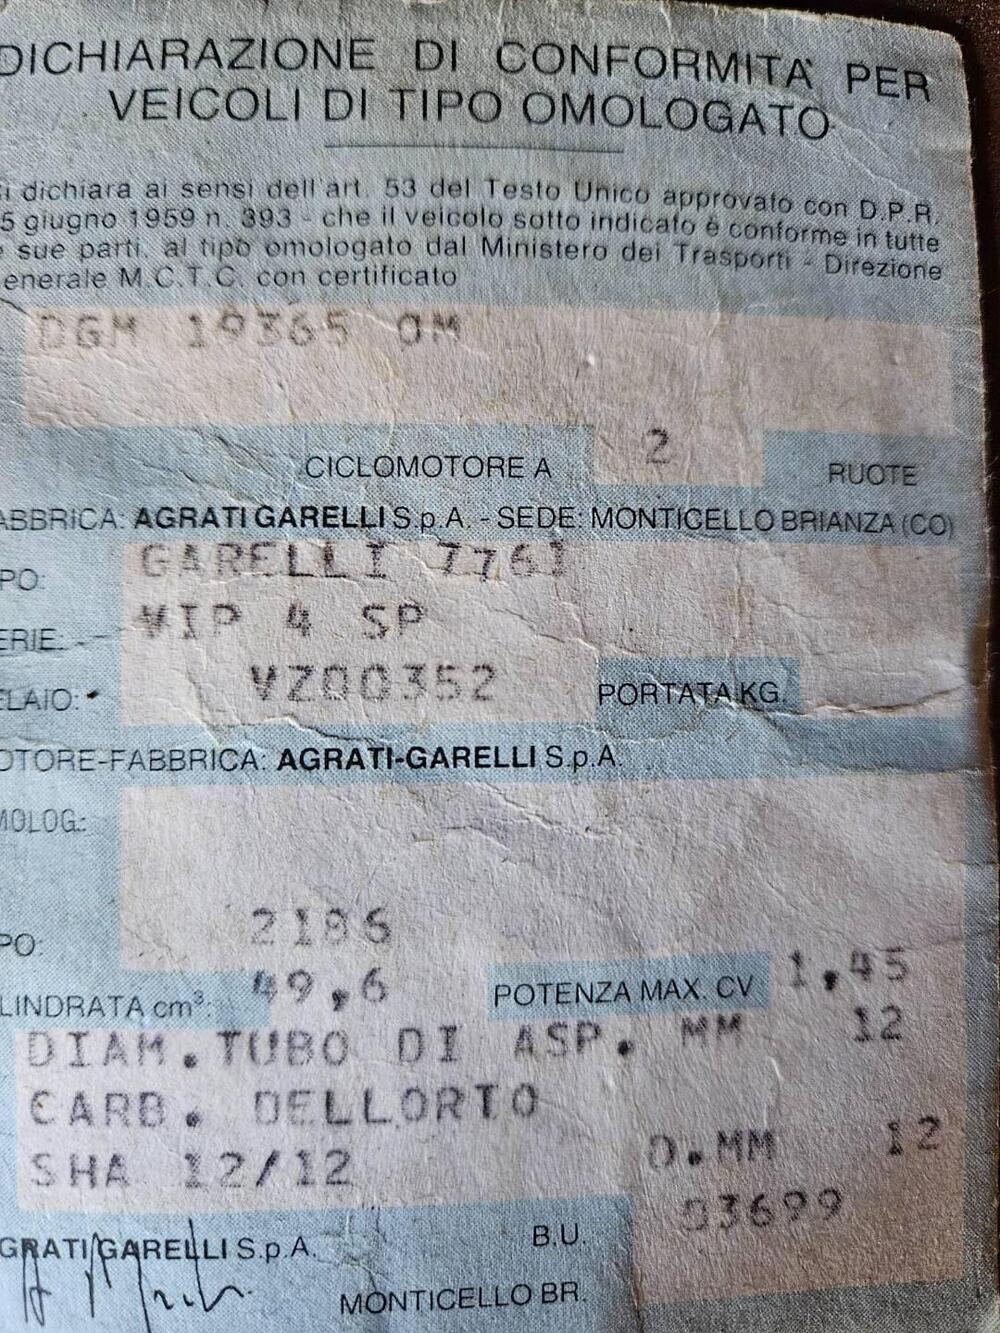 DICHIARAZIONE DI CONFORMITA' PER
VEICOLI DI TIPO OMOLOGATO
i dichiara ai sensi dell'art. 53 del Testo Unico approvato con D.P.R.
5 giugno 1959 n. 393 - che il veicolo sotto indicato è conforme in tutte
e sue parti, al tipo omologato dal Ministero dei Trasporti - Direzione
enerale M.C.T.C. con certificato
DGM 19365 OM
CICLOMOTORE A 2 RUOTE
ABBRICA: AGRATI GARELLI S.p.A. - SEDE: MONTICELLO BRIANZA (CO)
PO: GARELLI 7761
ERIE: VIP 4 SP
ELAIO: VZ00352 PORTATA KG.
OTORE-FABBRICA: AGRATI-GARELLI S.p.A.
MOLOG:
PO: 2186
LINDRATA cm³: 49,6 POTENZA MAX. CV 1,45
DIAM.TUBO DI ASP. MM 12
CARB. DELLORTO
SHA 12/12 D.MM 12
GRATI GARELLI S.p.A. B.U. 03699
MONTICELLO BR.